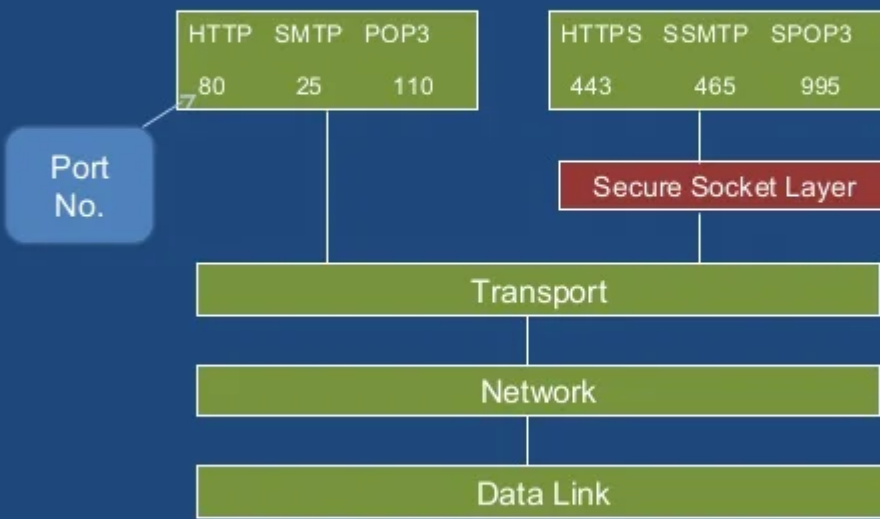 HTTP SMTP POP3
80 25 110
HTTPS SSMTP SPOP3
443 465 995
Port
No.
Secure Socket Layer
Transport
Network
Data Link